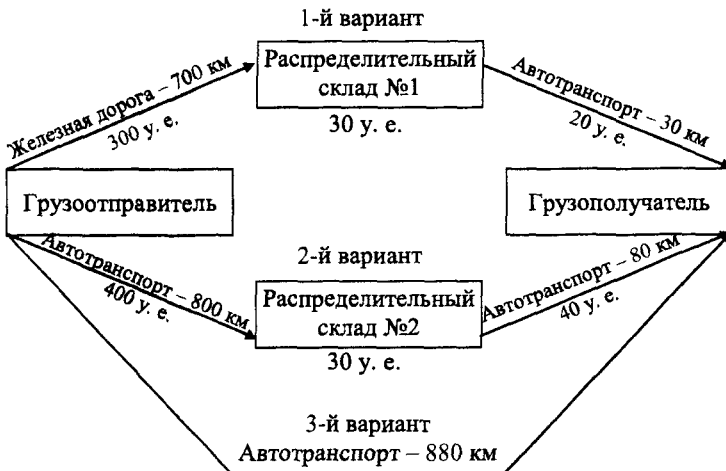 1-й вариант
Железная дорога – 700 км
300 у. е.
Распределительный
склад №1
30 у. е.
Автотранспорт – 30 км
20 у. е.
Грузоотправитель
Грузополучатель
2-й вариант
Автотранспорт – 800 км
400 у. е.
Распределительный
склад №2
30 у. е.
Автотранспорт – 80 км
40 у. е.
3-й вариант
Автотранспорт – 880 км